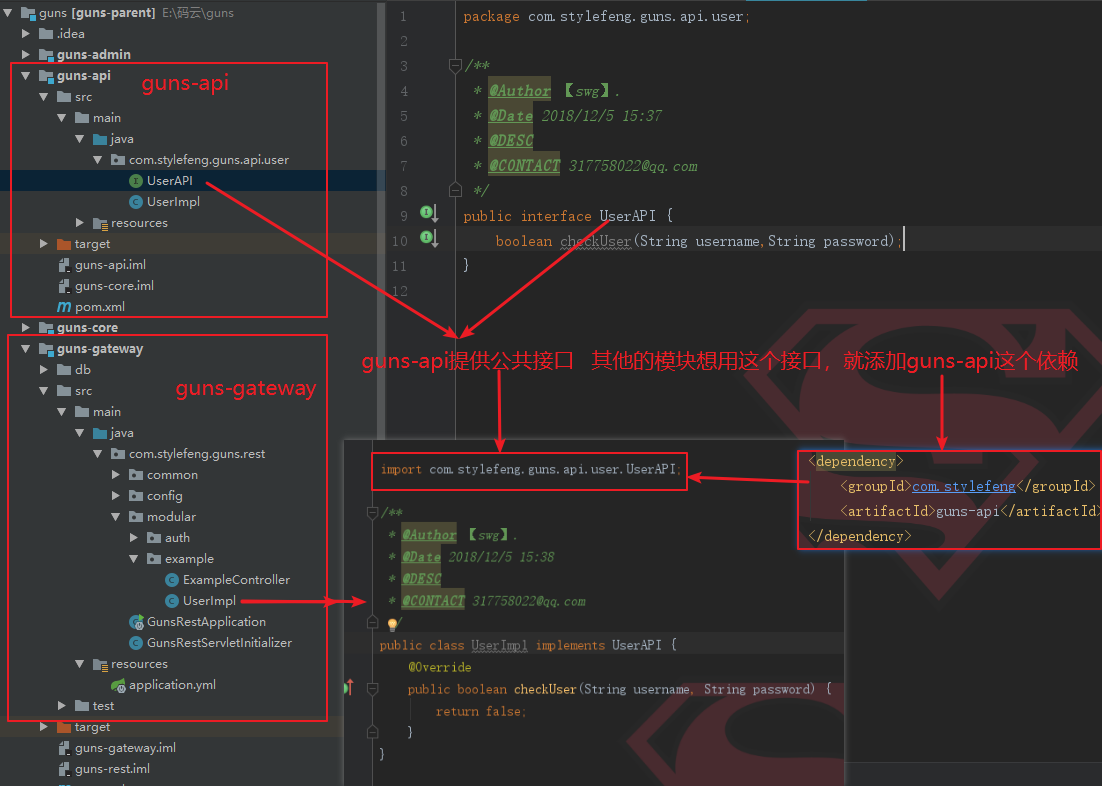 guns [guns-parent] E:\码云\guns
.idea
guns-admin
guns-api
guns-api
src
main
java
com.stylefeng.guns.api.user
UserAPI
UserImpl
resources
target
guns-api.iml
guns-core.iml
pom.xml
guns-core
guns-gateway
db
guns-gateway
src
main
java
com.stylefeng.guns.rest
common
config
modular
auth
example
ExampleController
UserImpl
GunsRestApplication
GunsRestServletInitializer
resources
application.yml
test
target
guns-gateway.iml
guns-rest.iml
1 package com.stylefeng.guns.api.user;
2
3 /**
4 * @Author 【swg】.
5 * @Date 2018/12/5 15:37
6 * @DESC
7 * @CONTACT 317758022@qq.com
8 */
9 public interface UserAPI {
10 boolean checkUser(String username,String password);
11 }
12
guns-api提供公共接口 其他的模块想用这个接口，就添加guns-api这个依赖
import com.stylefeng.guns.api.user.UserAPI;
/**
* @Author 【swg】.
* @Date 2018/12/5 15:38
* @DESC
* @CONTACT 317758022@qq.com
*/
public class UserImpl implements UserAPI {
@Override
public boolean checkUser(String username, String password) {
return false;
}
}
<dependency>
<groupId>com.stylefeng</groupId>
<artifactId>guns-api</artifactId>
</dependency>